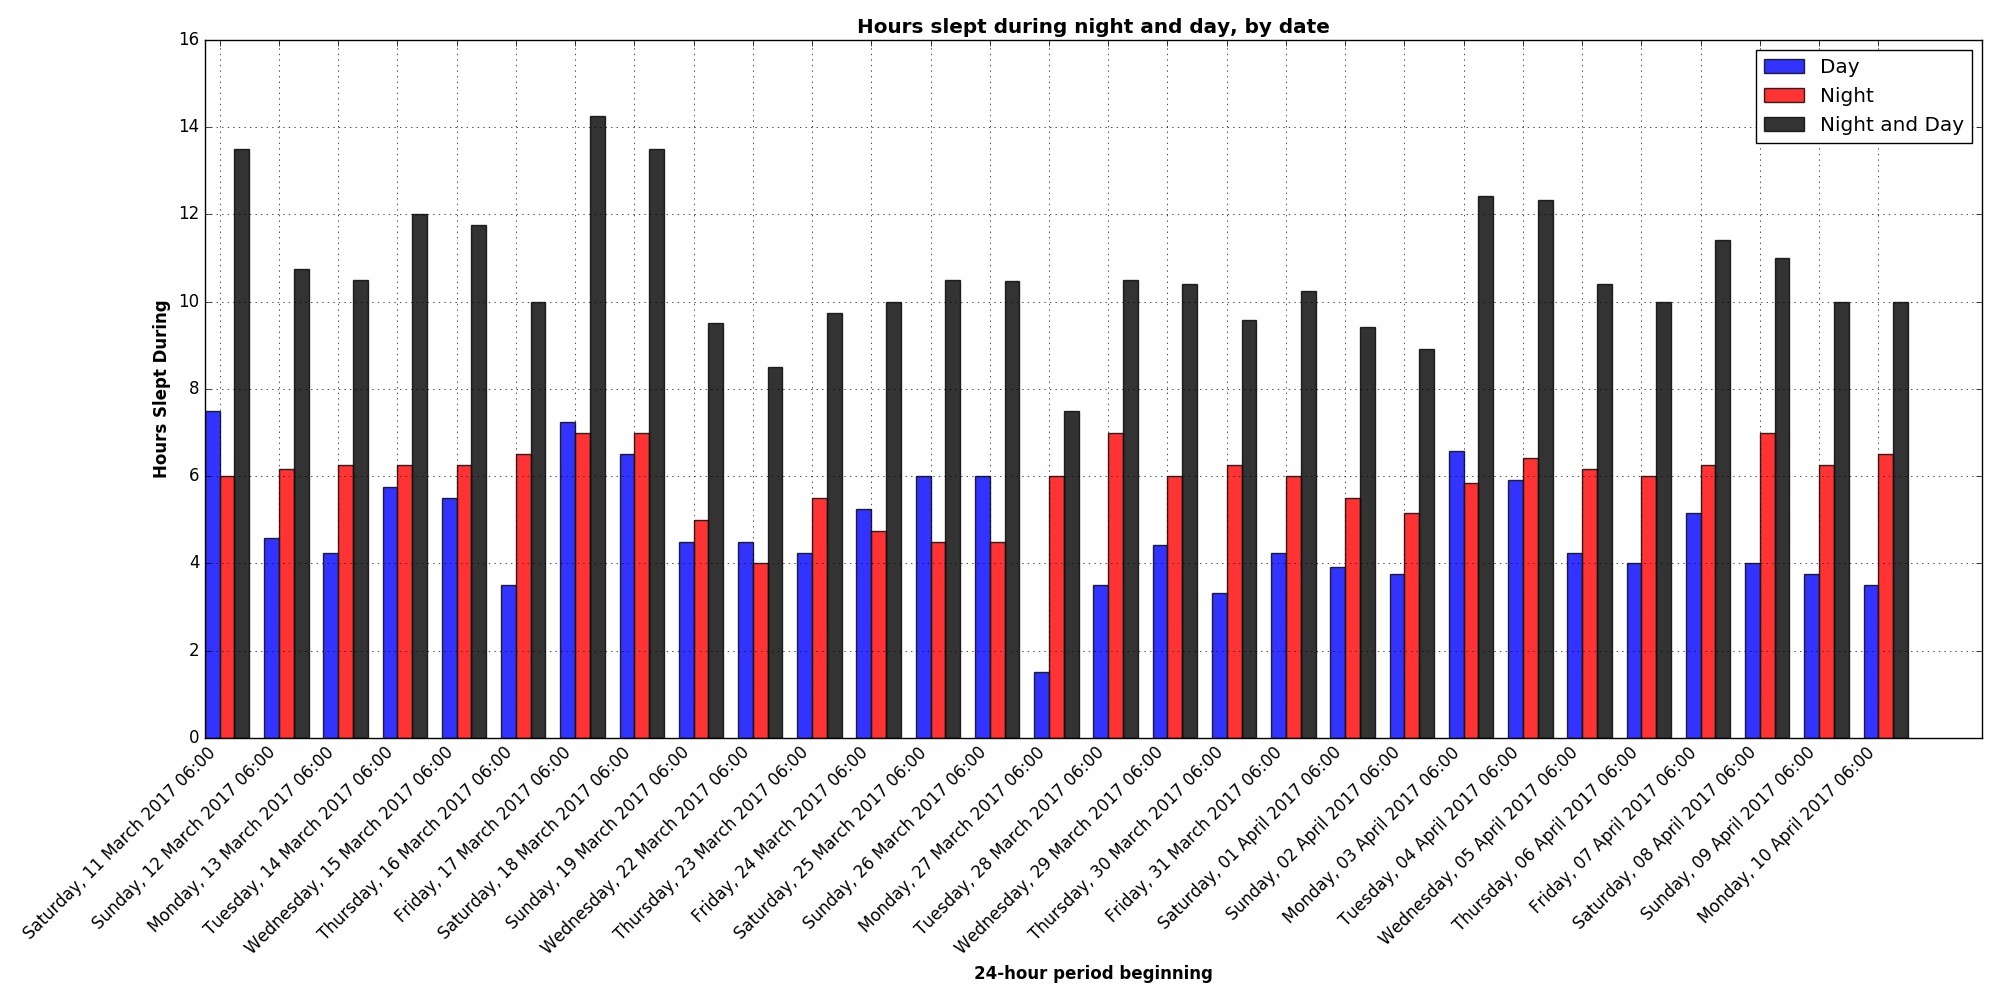 Hours slept during night and day, by date
16
14
12
10
8
6
4
2
0
Hours Slept During
Day
Night
Night and Day
Saturday, 11 March 2017 06:00
Sunday, 12 March 2017 06:00
Monday, 13 March 2017 06:00
Tuesday, 14 March 2017 06:00
Wednesday, 15 March 2017 06:00
Thursday, 16 March 2017 06:00
Friday, 17 March 2017 06:00
Saturday, 18 March 2017 06:00
Sunday, 19 March 2017 06:00
Wednesday, 22 March 2017 06:00
Thursday, 23 March 2017 06:00
Friday, 24 March 2017 06:00
Saturday, 25 March 2017 06:00
Sunday, 26 March 2017 06:00
Monday, 27 March 2017 06:00
Tuesday, 28 March 2017 06:00
Wednesday, 29 March 2017 06:00
Thursday, 30 March 2017 06:00
Friday, 31 March 2017 06:00
Saturday, 01 April 2017 06:00
Sunday, 02 April 2017 06:00
Monday, 03 April 2017 06:00
Tuesday, 04 April 2017 06:00
Wednesday, 05 April 2017 06:00
Thursday, 06 April 2017 06:00
Friday, 07 April 2017 06:00
Saturday, 08 April 2017 06:00
Sunday, 09 April 2017 06:00
Monday, 10 April 2017 06:00
24-hour period beginning